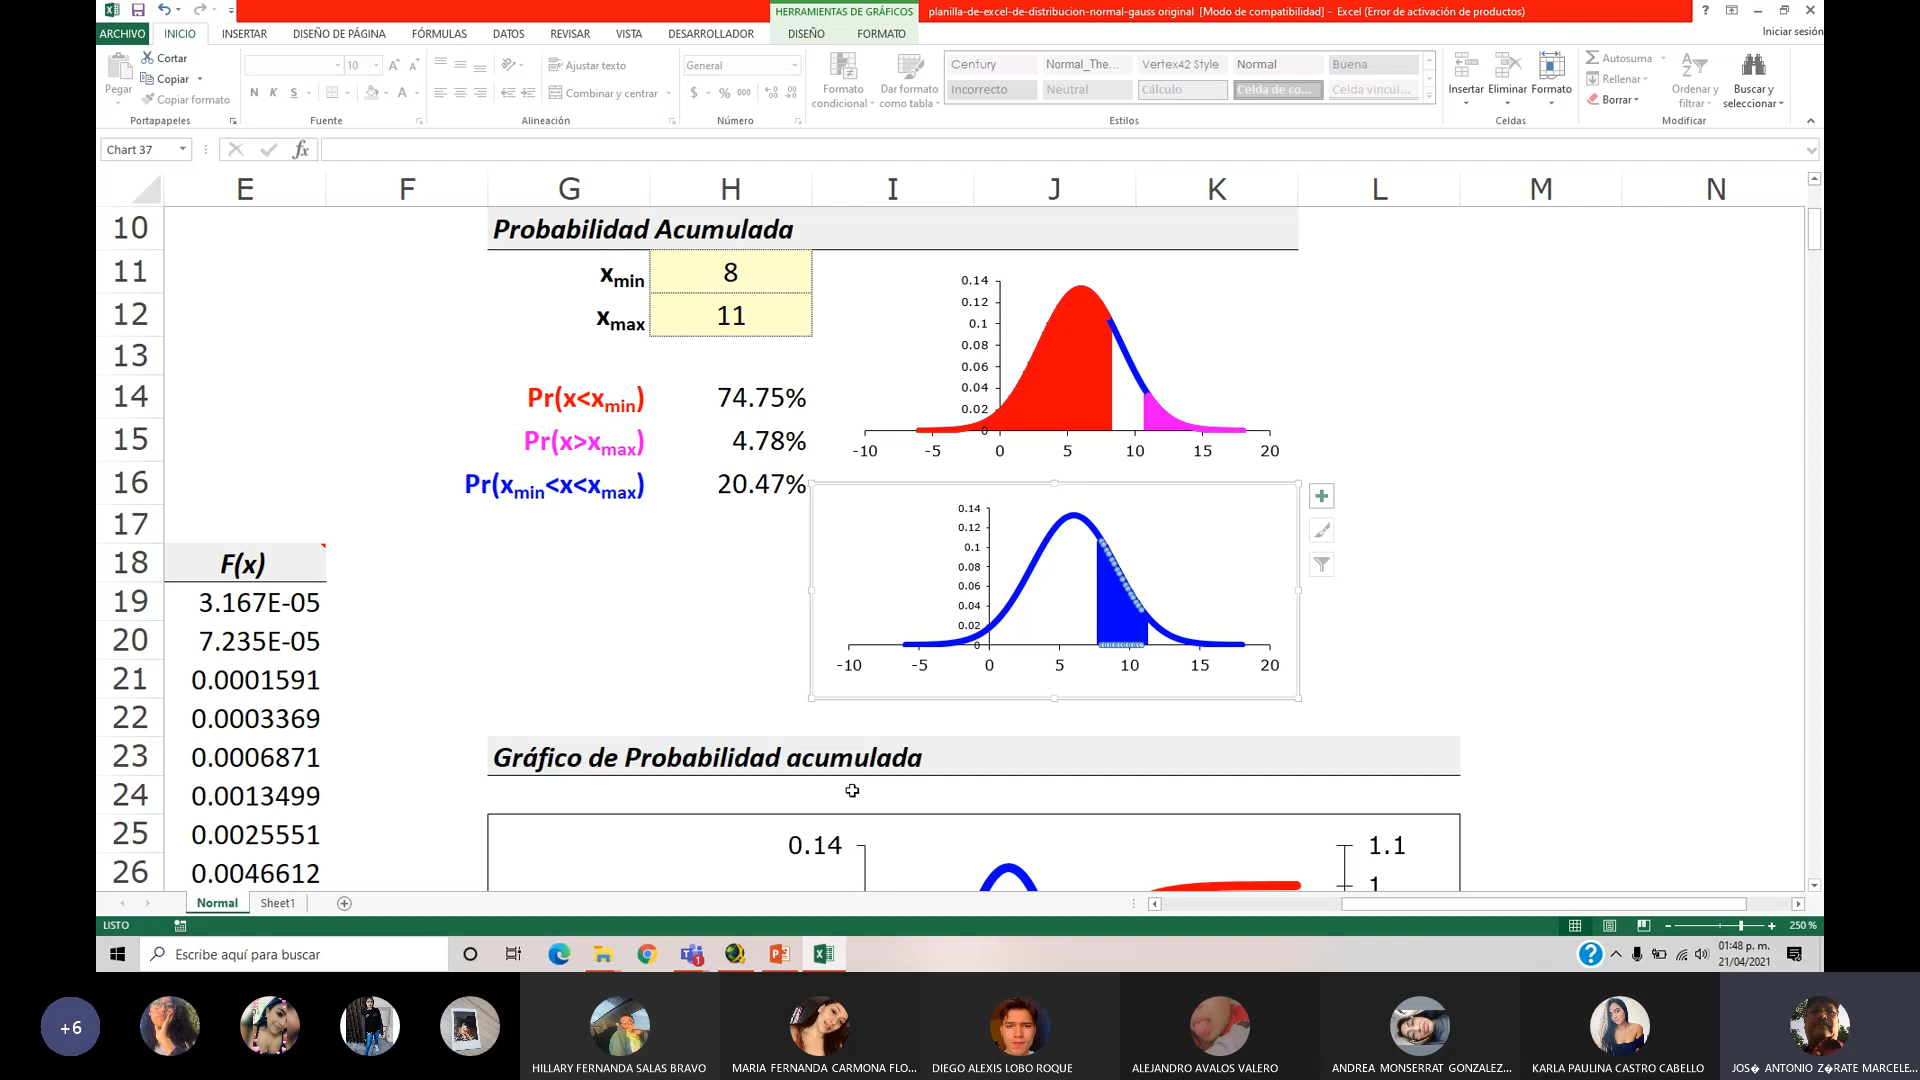 HERRAMIENTAS DE GRÁFICOS
planilla-de-excel-de-distribucion-normal-gauss original [Modo de compatibilidad] - Excel (Error de activación de productos)
ARCHIVO INICIO INSERTAR DISEÑO DE PÁGINA FÓRMULAS DATOS REVISAR VISTA DESARROLLADOR DISEÑO FORMATO Iniciar sesión
Pegar
Cortar
Copiar
Copiar formato
10
N K S
Ajustar texto
Combinar y centrar
General
$ % 000
Formato condicional
Dar formato como tabla
Century Normal_The... Vertex42 Style Normal Buena
Incorrecto Neutral Cálculo Celda de co... Celda vincul...
Insertar Eliminar Formato
Autosuma
Rellenar
Borrar
Ordenar y filtrar
Buscar y seleccionar
Portapapeles Fuente Alineación Número Estilos Celdas Modificar
Chart 37
fx
E F G H I J K L M N
10 Probabilidad Acumulada
11 xmin 8
12 xmax 11
13
14 Pr(x<xmin) 74.75%
15 Pr(x>xmax) 4.78%
16 Pr(xmin<x<xmax) 20.47%
17
18 F(x)
19 3.167E-05
20 7.235E-05
21 0.0001591
22 0.0003369
23 0.0006871 Gráfico de Probabilidad acumulada
24 0.0013499
25 0.0025551
26 0.0046612
0.14
0.12
0.1
0.08
0.06
0.04
0.02
0
-10 -5 0 5 10 15 20
0.14
0.12
0.1
0.08
0.06
0.04
0.02
0
-10 -5 0 5 10 15 20
0.14 1.1
1
Normal Sheet1
LISTO 250 %
Escribe aquí para buscar
1
01:48 p. m.
21/04/2021
+6
HILLARY FERNANDA SALAS BRAVO
MARIA FERNANDA CARMONA FLO...
DIEGO ALEXIS LOBO ROQUE
ALEJANDRO AVALOS VALERO
ANDREA MONSERRAT GONZALEZ...
KARLA PAULINA CASTRO CABELLO
JOS� ANTONIO Z�RATE MARCELE...